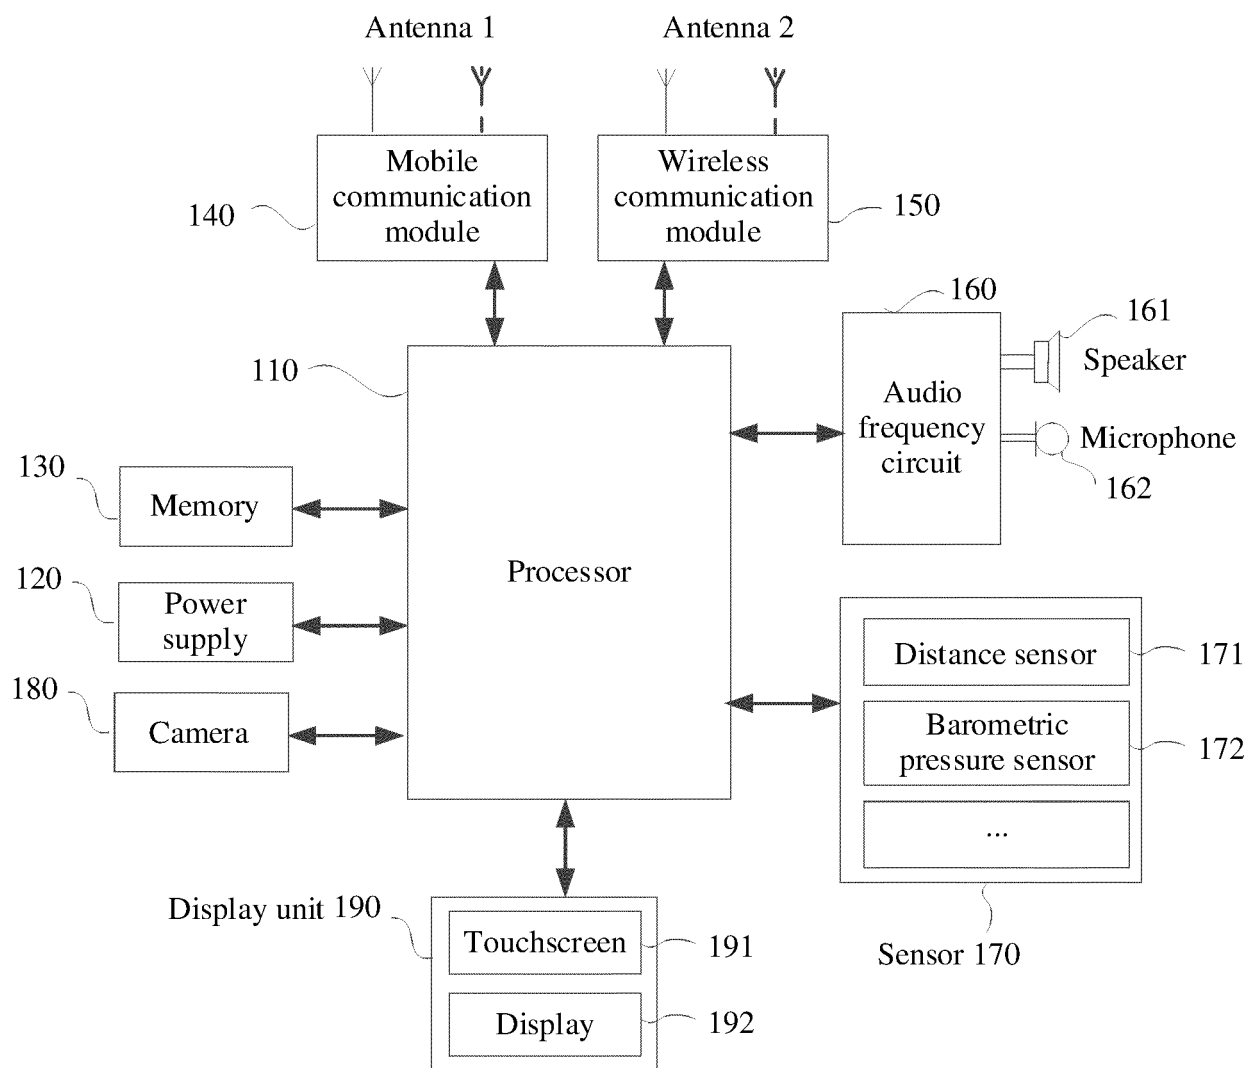 Antenna 1
Antenna 2
Mobile
communication
module
140
Wireless
communication
module
150
160
161
Speaker
110
Audio
frequency
circuit
Microphone
162
130
Memory
Processor
120
Power
supply
180
Camera
Distance sensor
171
Barometric
pressure sensor
172
...
Sensor 170
Display unit 190
Touchscreen
191
Display
192